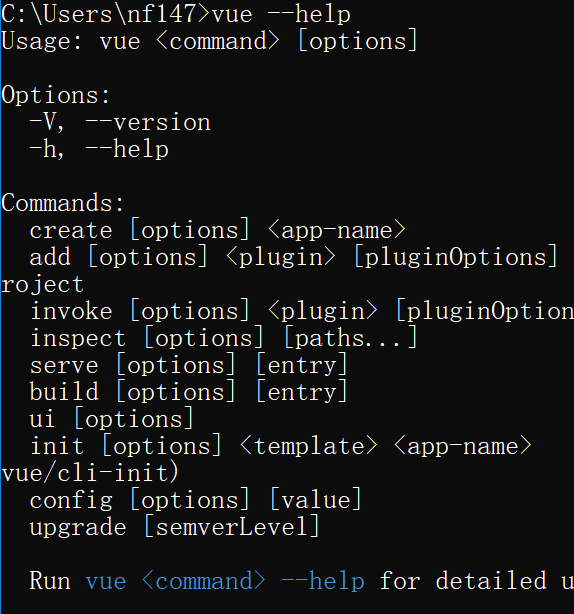 C:\Users\nf147>vue --help
Usage: vue <command> [options]
Options:
-V, --version
-h, --help
Commands:
create [options] <app-name>
add [options] <plugin> [pluginOptions]
roject
invoke [options] <plugin> [pluginOption
inspect [options] [paths...]
serve [options] [entry]
build [options] [entry]
ui [options]
init [options] <template> <app-name>
vue/cli-init)
config [options] [value]
upgrade [semverLevel]
Run vue <command> --help for detailed u